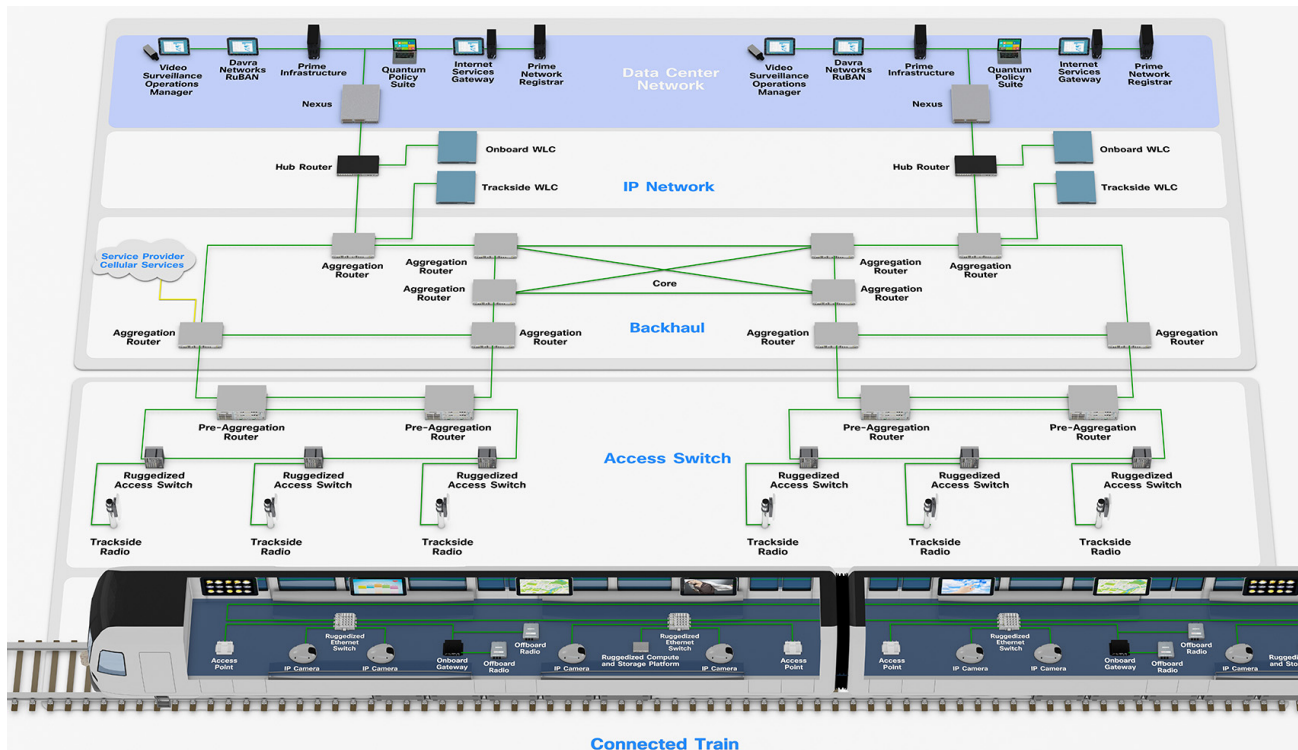 Video
Surveillance
Operations
Manager
Davra
Networks
RuBAN
Prime
Infrastructure
Quantum
Policy
Suite
Internet
Services
Gateway
Prime
Network
Registrar
Data Center
Network
Video
Surveillance
Operations
Manager
Davra
Networks
RuBAN
Prime
Infrastructure
Quantum
Policy
Suite
Internet
Services
Gateway
Prime
Network
Registrar
Nexus
Nexus
Onboard WLC
Hub Router
Trackside WLC
IP Network
Onboard WLC
Hub Router
Trackside WLC
Service Provider
Cellular Services
Aggregation
Router
Aggregation
Router
Aggregation
Router
Aggregation
Router
Aggregation
Router
Core
Aggregation
Router
Aggregation
Router
Aggregation
Router
Backhaul
Aggregation
Router
Aggregation
Router
Pre-Aggregation
Router
Pre-Aggregation
Router
Pre-Aggregation
Router
Pre-Aggregation
Router
Access Switch
Ruggedized
Access Switch
Ruggedized
Access Switch
Ruggedized
Access Switch
Ruggedized
Access Switch
Ruggedized
Access Switch
Ruggedized
Access Switch
Trackside
Radio
Trackside
Radio
Trackside
Radio
Trackside
Radio
Trackside
Radio
Trackside
Radio
Access
Point
IP Camera
Ruggedized
Ethernet
Switch
IP Camera
Onboard
Gateway
Offboard
Radio
Offboard
Radio
IP Camera
Ruggedized Compute
and Storage Platform
Ruggedized
Ethernet
Switch
IP Camera
Access
Point
Access
Point
IP Camera
Ruggedized
Ethernet
Switch
IP Camera
Onboard
Gateway
Offboard
Radio
Offboard
Radio
IP Camera
and Sto
Connected Train